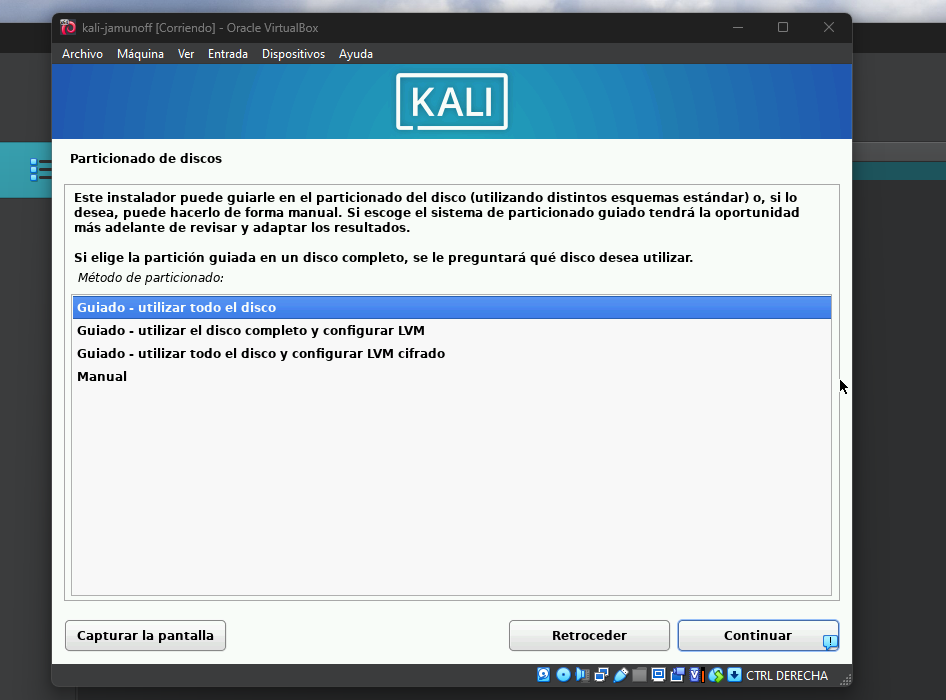 kali-jamunoff [Corriendo] - Oracle VirtualBox
Archivo Máquina Ver Entrada Dispositivos Ayuda
KALI
Particionado de discos
Este instalador puede guiarle en el particionado del disco (utilizando distintos esquemas estándar) o, si lo
desea, puede hacerlo de forma manual. Si escoge el sistema de particionado guiado tendrá la oportunidad
más adelante de revisar y adaptar los resultados.
Si elige la partición guiada en un disco completo, se le preguntará qué disco desea utilizar.
Método de particionado:
Guiado - utilizar todo el disco
Guiado - utilizar el disco completo y configurar LVM
Guiado - utilizar todo el disco y configurar LVM cifrado
Manual
Capturar la pantalla Retroceder Continuar
CTRL DERECHA